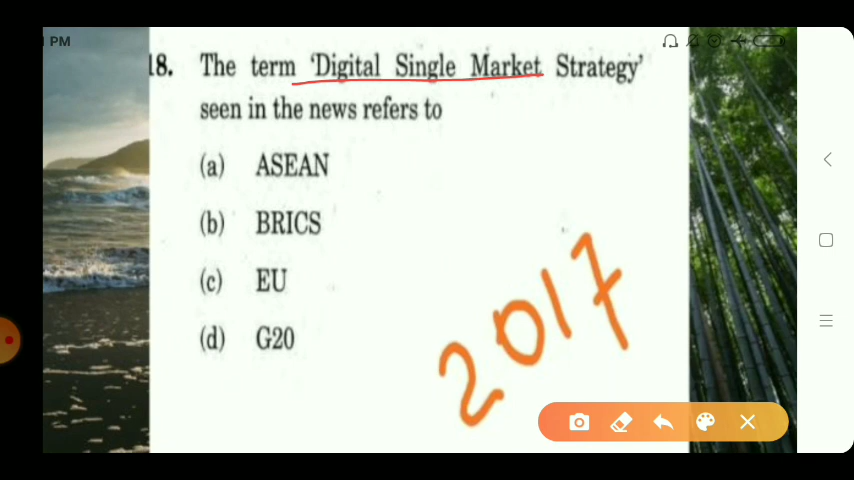 PM
18. The term 'Digital Single Market Strategy'
seen in the news refers to
(a) ASEAN
(b) BRICS
(c) EU
(d) G20
2017